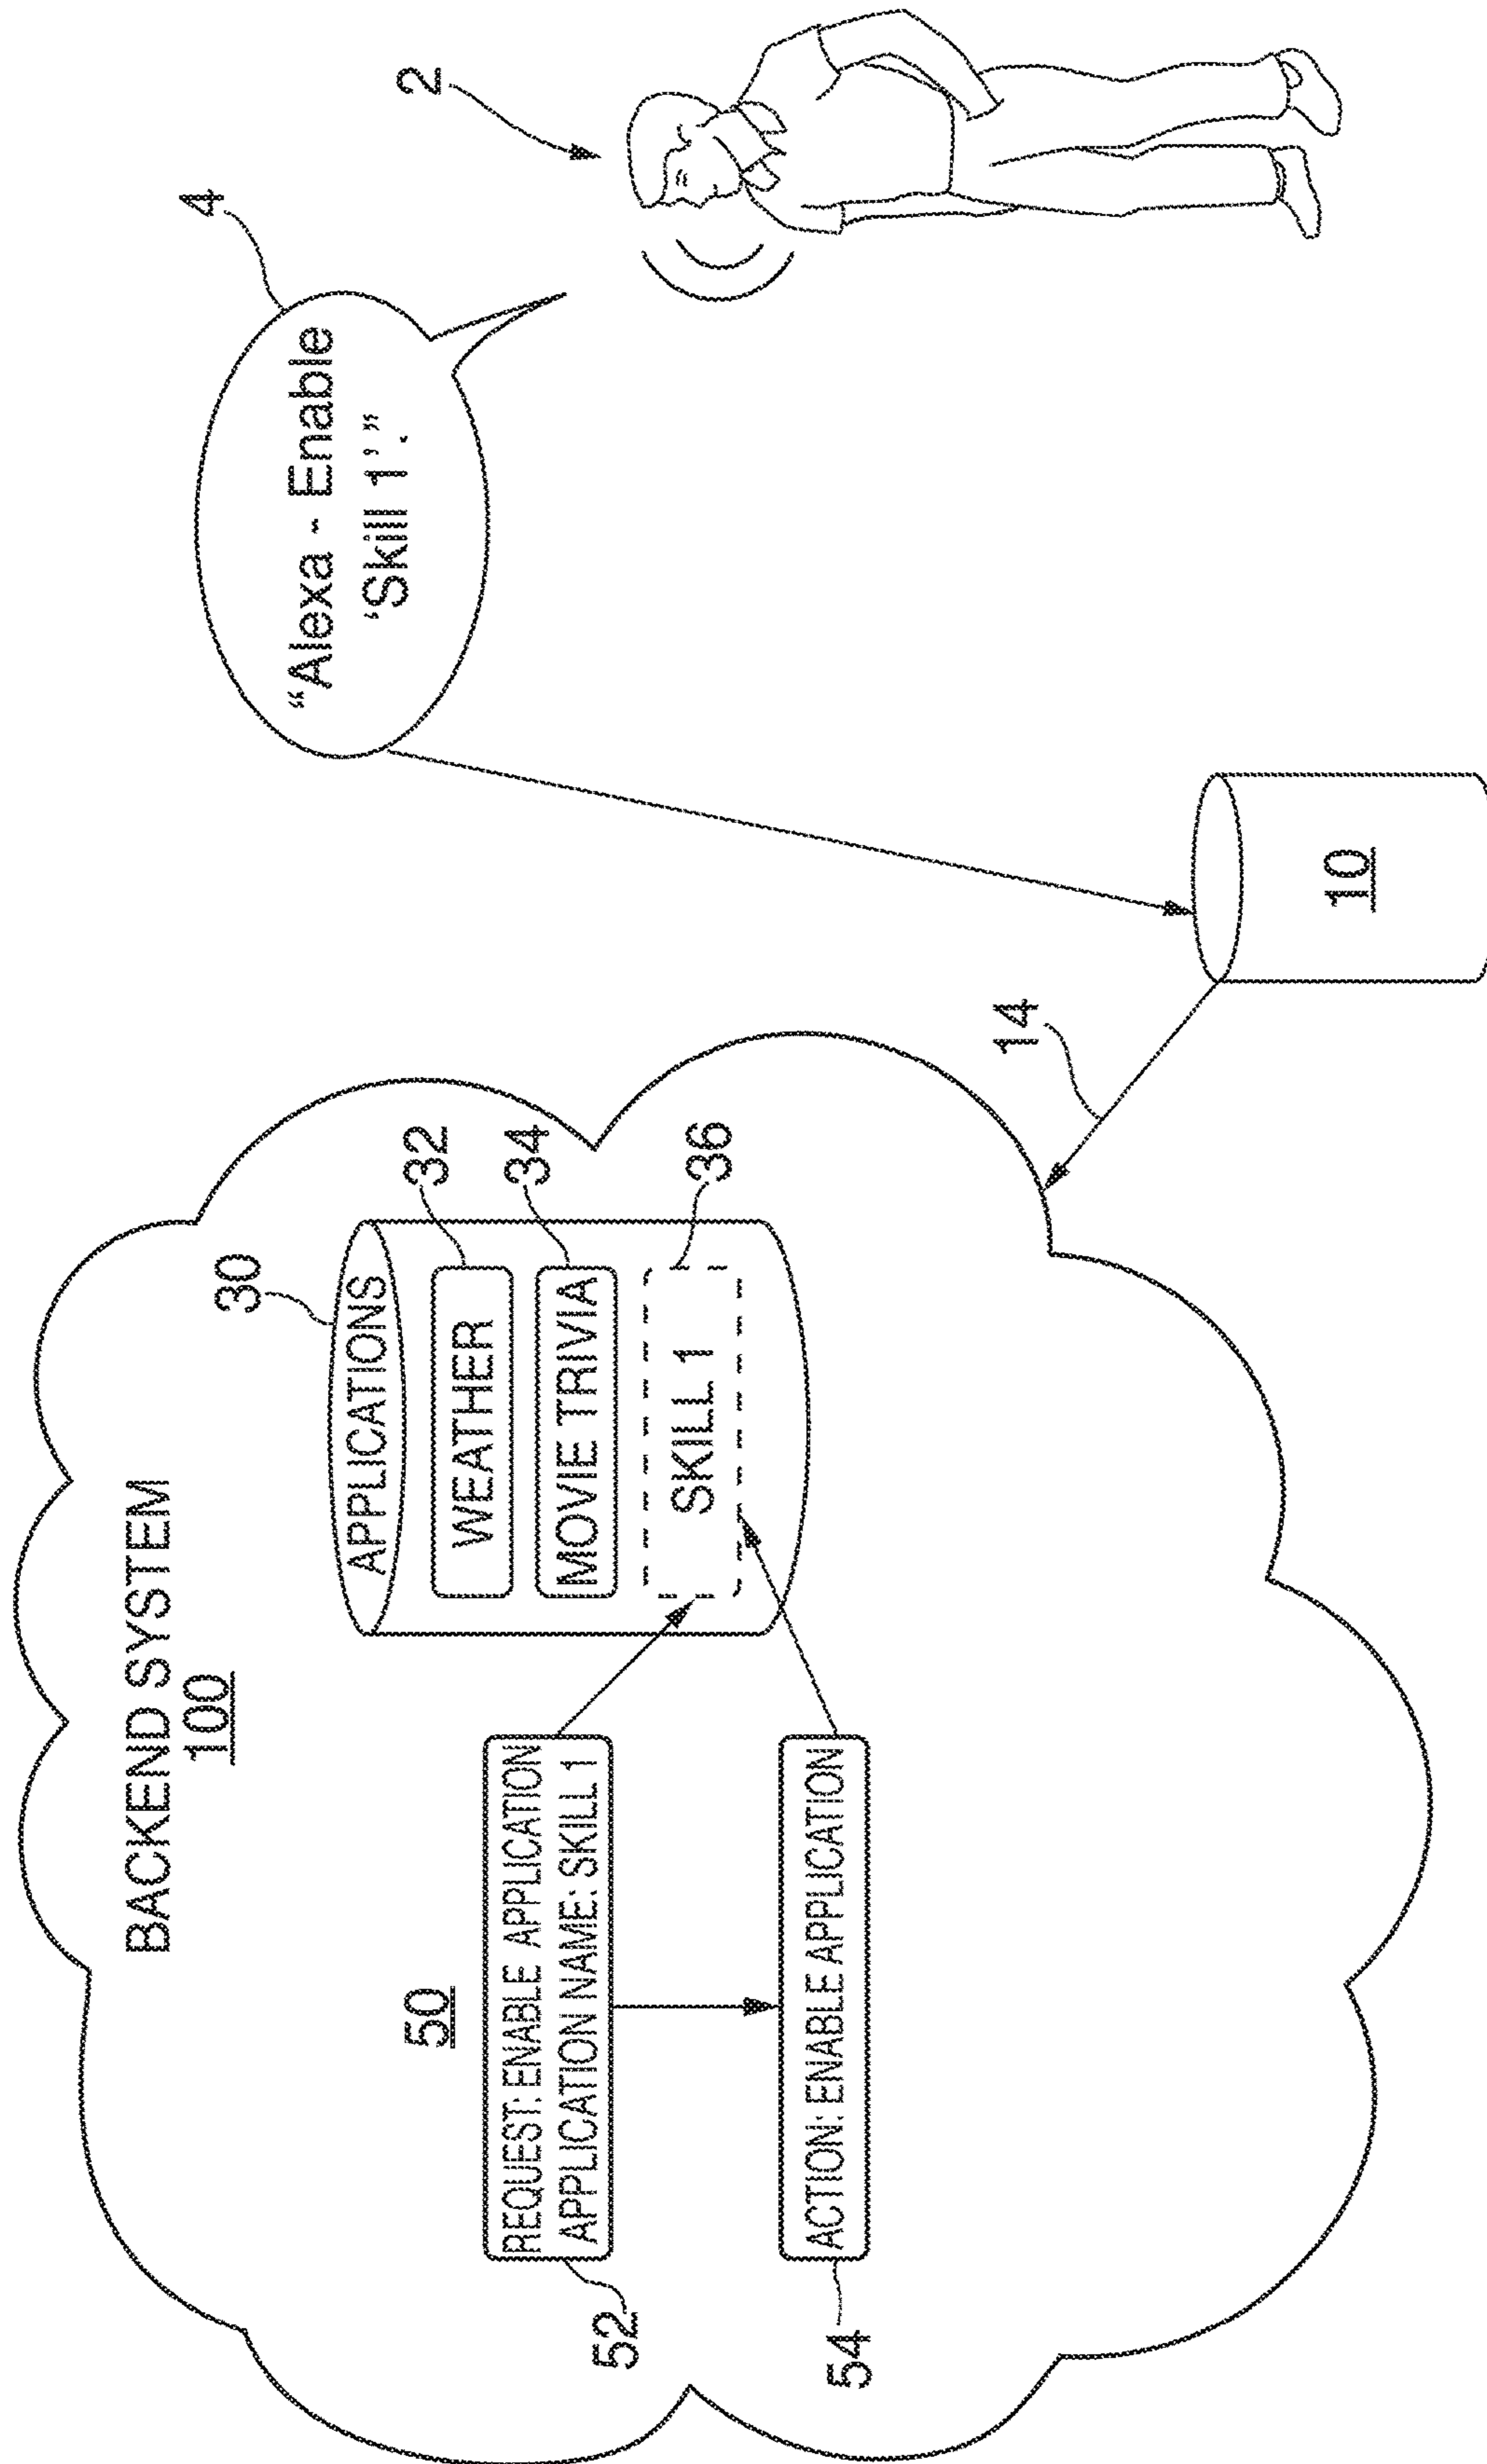 BACKEND SYSTEM
100
50
52
REQUEST: ENABLE APPLICATION
APPLICATION NAME: SKILL 1
54
ACTION: ENABLE APPLICATION
30
APPLICATIONS
WEATHER
32
MOVIE TRIVIA
34
SKILL 1
36
14
10
4
“Alexa - Enable
‘Skill 1’.”
2